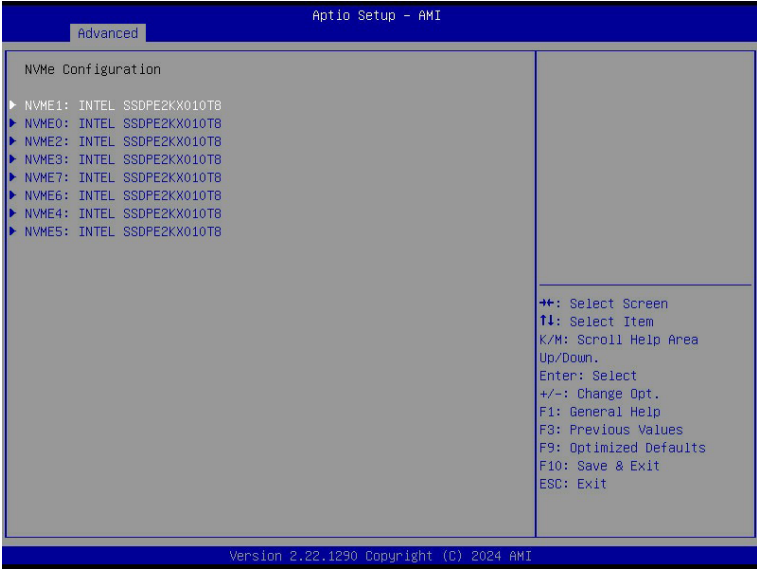 Aptio Setup – AMI
Advanced
NVMe Configuration
▶ NVME1: INTEL SSDPE2KX010T8
▶ NVME0: INTEL SSDPE2KX010T8
▶ NVME2: INTEL SSDPE2KX010T8
▶ NVME3: INTEL SSDPE2KX010T8
▶ NVME7: INTEL SSDPE2KX010T8
▶ NVME6: INTEL SSDPE2KX010T8
▶ NVME4: INTEL SSDPE2KX010T8
▶ NVME5: INTEL SSDPE2KX010T8
→←: Select Screen
↑↓: Select Item
K/M: Scroll Help Area
Up/Down.
Enter: Select
+/-: Change Opt.
F1: General Help
F3: Previous Values
F9: Optimized Defaults
F10: Save & Exit
ESC: Exit
Version 2.22.1290 Copyright (C) 2024 AMI